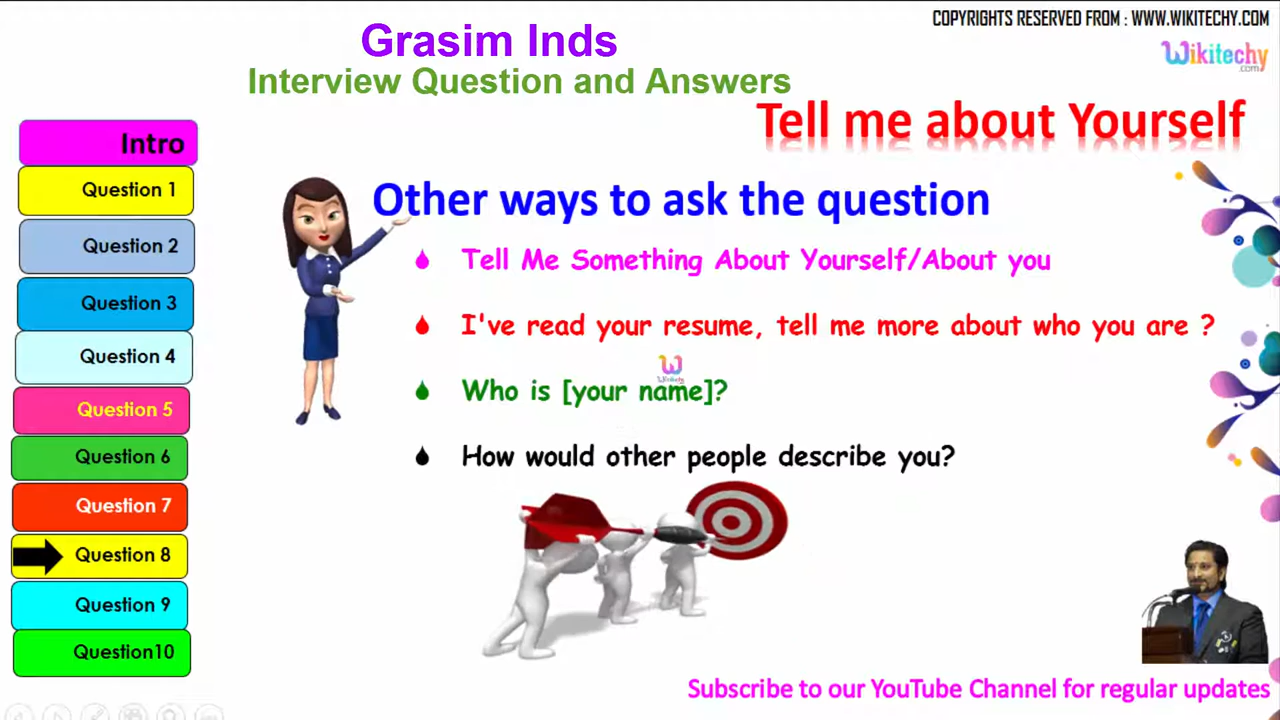 COPYRIGHTS RESERVED FROM : WWW.WIKITECHY.COM
Grasim Inds
Wikitechy
.com
Interview Question and Answers
Tell me about Yourself
Intro
Question 1
Question 2
Question 3
Question 4
Question 5
Question 6
Question 7
Question 8
Question 9
Question10
Other ways to ask the question
Tell Me Something About Yourself/About you
I've read your resume, tell me more about who you are ?
Wikitechy
Who is [your name]?
How would other people describe you?
Subscribe to our YouTube Channel for regular updates